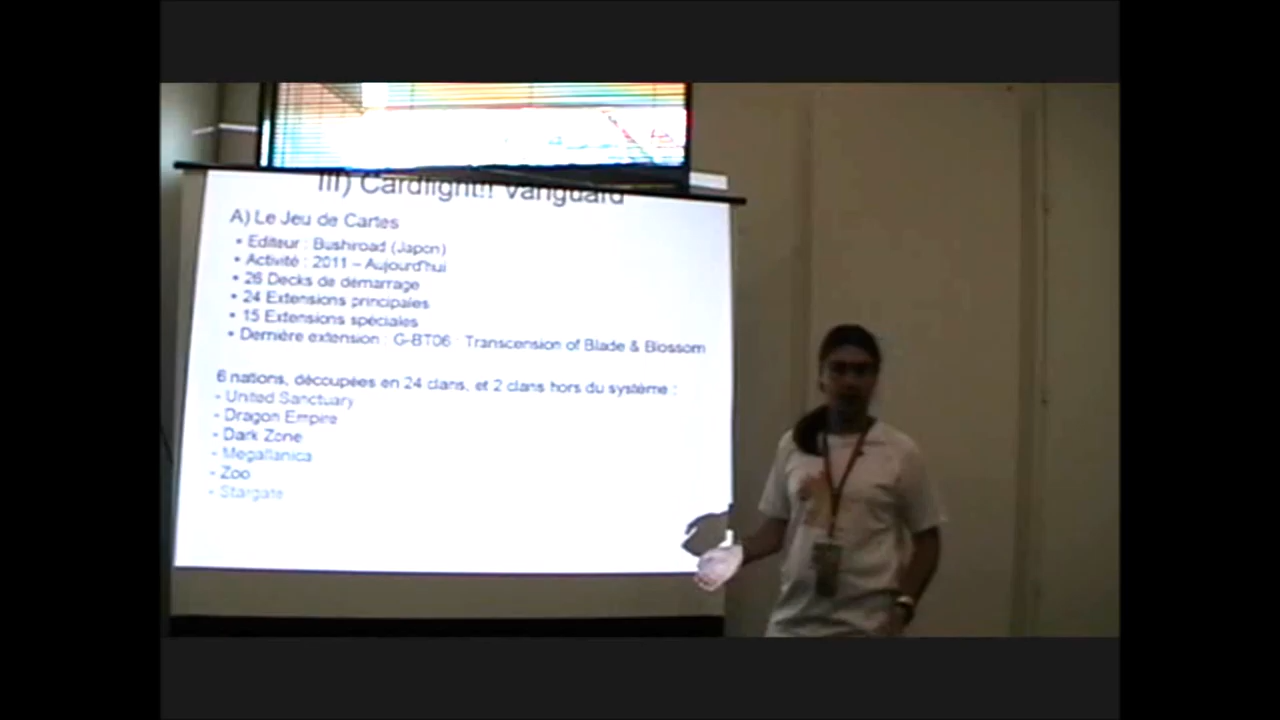 III) Cardfight!! Vanguard
A) Le Jeu de Cartes
• Editeur : Bushiroad (Japon)
• Activité : 2011 – Aujourd'hui
• 26 Decks de démarrage
• 24 Extensions principales
• 15 Extensions spéciales
• Dernière extension : G-BT06 : Transcension of Blade & Blossom
6 nations, découpées en 24 clans, et 2 clans hors du système :
- United Sanctuary
- Dragon Empire
- Dark Zone
- Megallanica
- Zoo
- Stargate